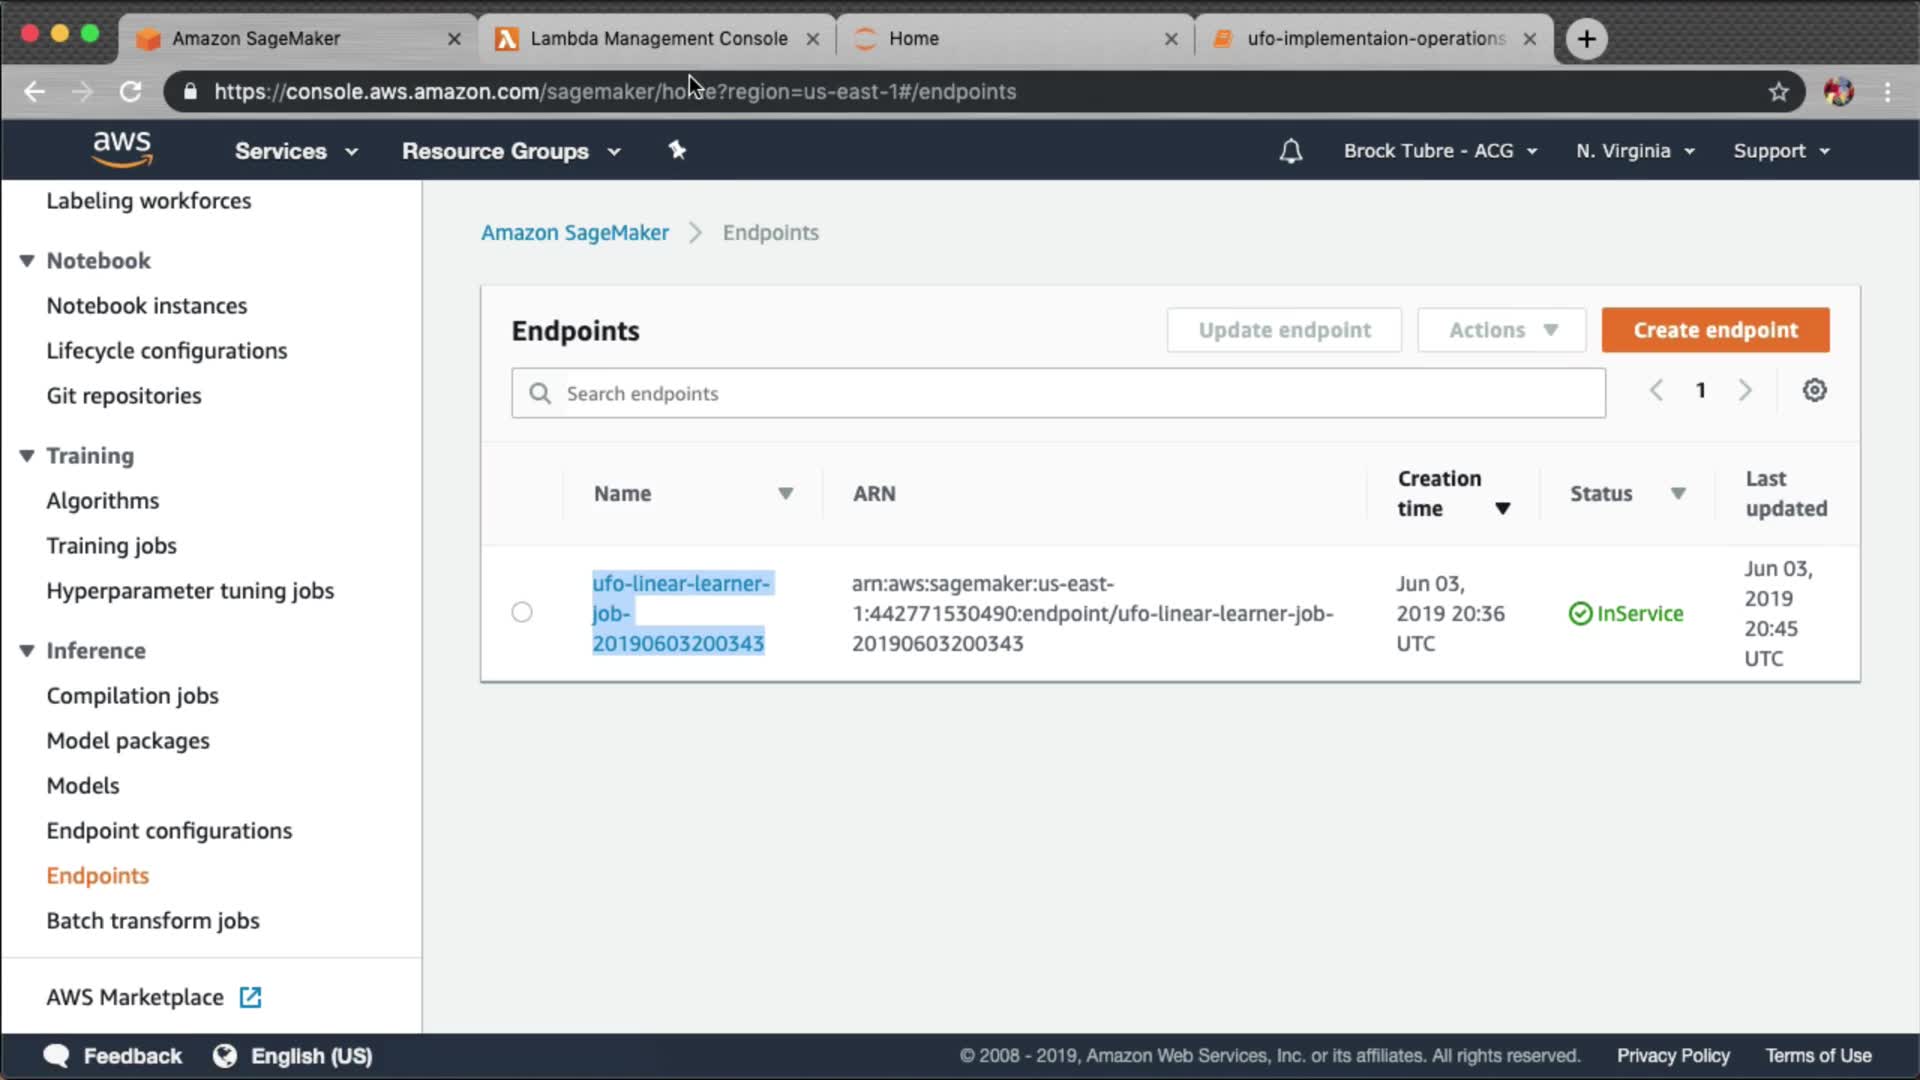 Amazon SageMaker
Lambda Management Console
Home
ufo-implementaion-operations
https://console.aws.amazon.com/sagemaker/home?region=us-east-1#/endpoints
aws
Services
Resource Groups
Brock Tubre - ACG
N. Virginia
Support
Labeling workforces
Notebook
Notebook instances
Lifecycle configurations
Git repositories
Training
Algorithms
Training jobs
Hyperparameter tuning jobs
Inference
Compilation jobs
Model packages
Models
Endpoint configurations
Endpoints
Batch transform jobs
AWS Marketplace
Amazon SageMaker
Endpoints
Endpoints
Update endpoint
Actions
Create endpoint
Search endpoints
1
Name
ARN
Creation
time
Status
Last
updated
ufo-linear-learner-
job-
20190603200343
arn:aws:sagemaker:us-east-
1:442771530490:endpoint/ufo-linear-learner-job-
20190603200343
Jun 03,
2019 20:36
UTC
InService
Jun 03,
2019
20:45
UTC
Feedback
English (US)
© 2008 - 2019, Amazon Web Services, Inc. or its affiliates. All rights reserved.
Privacy Policy
Terms of Use